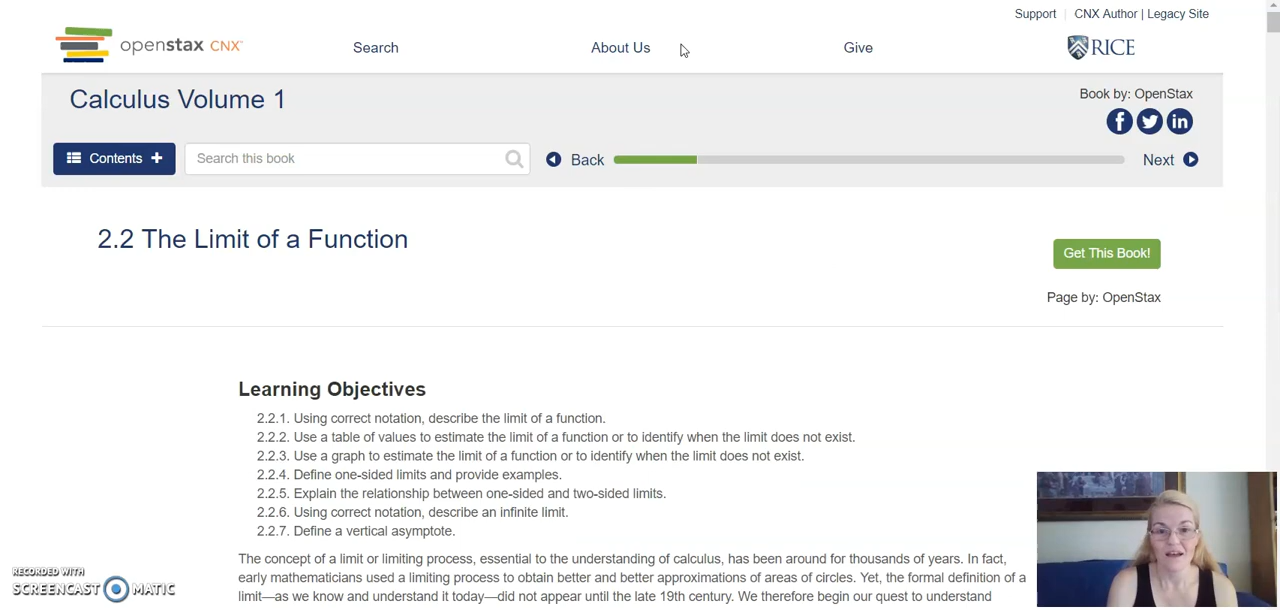 Support | CNX Author | Legacy Site
openstax CNX™
Search
About Us
Give
RICE
Calculus Volume 1
Book by: OpenStax
Contents +
Search this book
Back
Next
2.2 The Limit of a Function
Get This Book!
Page by: OpenStax
Learning Objectives
2.2.1. Using correct notation, describe the limit of a function.
2.2.2. Use a table of values to estimate the limit of a function or to identify when the limit does not exist.
2.2.3. Use a graph to estimate the limit of a function or to identify when the limit does not exist.
2.2.4. Define one-sided limits and provide examples.
2.2.5. Explain the relationship between one-sided and two-sided limits.
2.2.6. Using correct notation, describe an infinite limit.
2.2.7. Define a vertical asymptote.
The concept of a limit or limiting process, essential to the understanding of calculus, has been around for thousands of years. In fact,
early mathematicians used a limiting process to obtain better and better approximations of areas of circles. Yet, the formal definition of a
limit—as we know and understand it today—did not appear until the late 19th century. We therefore begin our quest to understand
RECORDED WITH
SCREENCAST MATIC